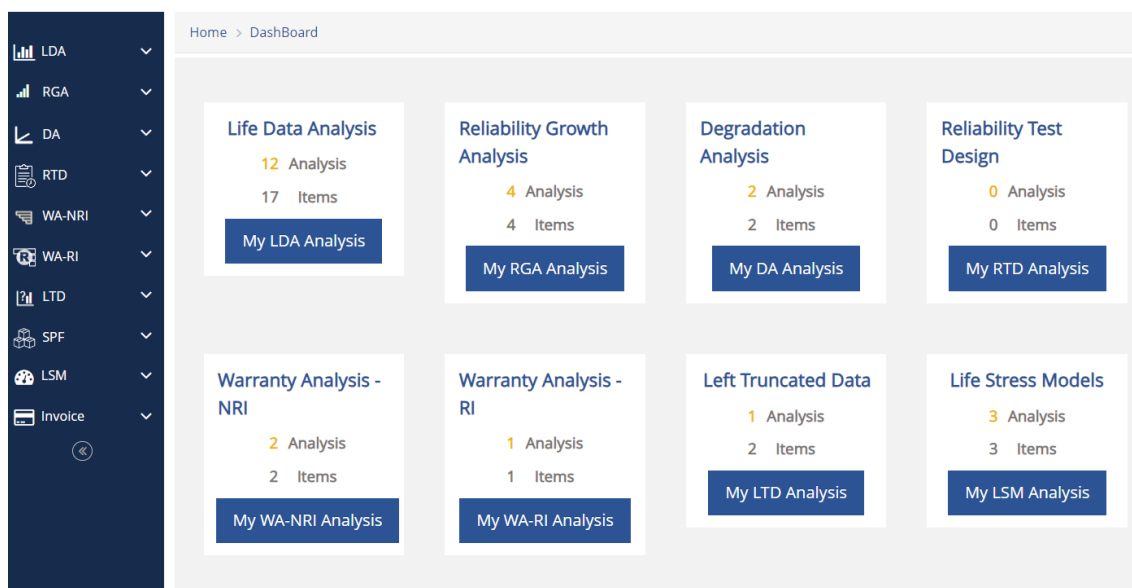 LDA
RGA
DA
RTD
WA-NRI
WA-RI
LTD
SPF
LSM
Invoice
Home > DashBoard
Life Data Analysis
12 Analysis
17 Items
My LDA Analysis
Reliability Growth
Analysis
4 Analysis
4 Items
My RGA Analysis
Degradation
Analysis
2 Analysis
2 Items
My DA Analysis
Reliability Test
Design
0 Analysis
0 Items
My RTD Analysis
Warranty Analysis -
NRI
2 Analysis
2 Items
My WA-NRI Analysis
Warranty Analysis -
RI
1 Analysis
1 Items
My WA-RI Analysis
Left Truncated Data
1 Analysis
2 Items
My LTD Analysis
Life Stress Models
3 Analysis
3 Items
My LSM Analysis